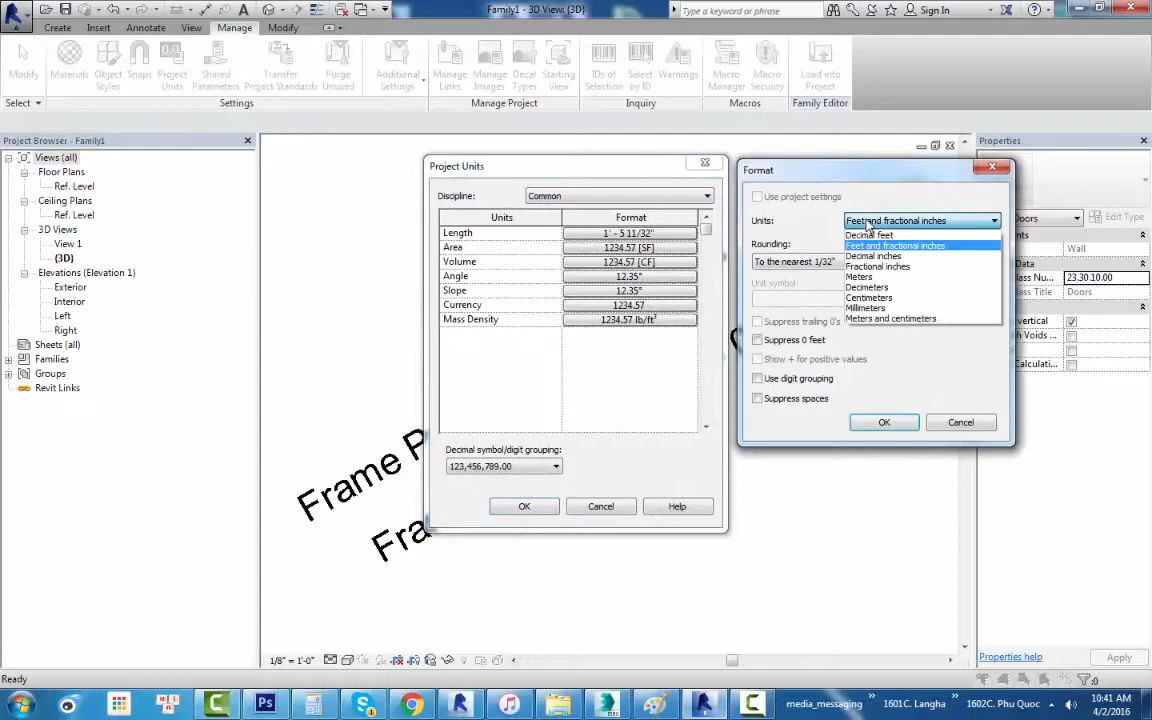 Family1 - 3D View: {3D}
Type a keyword or phrase
Sign In
Create
Insert
Annotate
View
Manage
Modify
Modify
Materials
Object Styles
Snaps
Project Units
Shared Parameters
Transfer Project Standards
Purge Unused
Additional Settings
Manage Links
Manage Images
Decal Types
Starting View
IDs of Selection
Select by ID
Warnings
Macro Manager
Macro Security
Load into Project
Select
Settings
Manage Project
Inquiry
Macros
Family Editor
Project Browser - Family1
Views (all)
Floor Plans
Ref. Level
Ceiling Plans
Ref. Level
3D Views
View 1
{3D}
Elevations (Elevation 1)
Exterior
Interior
Left
Right
Sheets (all)
Families
Groups
Revit Links
Frame P
Fra
Project Units
Discipline:
Common
Units
Format
Length
1' - 5 11/32"
Area
1234.57 [SF]
Volume
1234.57 [CF]
Angle
12.35°
Slope
12.35°
Currency
1234.57
Mass Density
1234.57 lb/ft³
Decimal symbol/digit grouping:
123,456,789.00
OK
Cancel
Help
Format
Use project settings
Units:
Feet and fractional inches
Decimal feet
Feet and fractional inches
Decimal inches
Fractional inches
Meters
Decimeters
Centimeters
Millimeters
Meters and centimeters
Rounding:
To the nearest 1/32"
Unit symbol:
Suppress trailing 0's
Suppress 0 feet
Show + for positive values
Use digit grouping
Suppress spaces
OK
Cancel
Properties
Doors
Edit Type
Wall
Data
23.30.10.00
Class Title
Doors
vertical
Calculati...
Properties help
Apply
1/8" = 1'-0"
Ready
:0
media_messaging
1601C. Langha
1602C. Phu Quoc
10:41 AM
4/2/2016